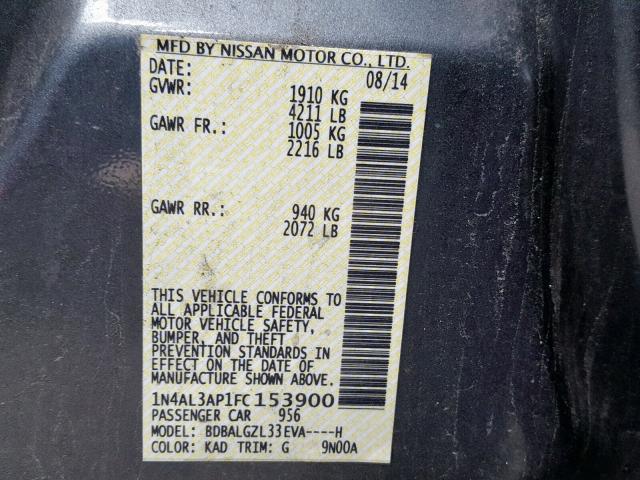 MFD BY NISSAN MOTOR CO., LTD.
DATE: 08/14
GVWR: 1910 KG
4211 LB
GAWR FR.: 1005 KG
2216 LB
GAWR RR.: 940 KG
2072 LB
THIS VEHICLE CONFORMS TO
ALL APPLICABLE FEDERAL
MOTOR VEHICLE SAFETY,
BUMPER, AND THEFT
PREVENTION STANDARDS IN
EFFECT ON THE DATE OF
MANUFACTURE SHOWN ABOVE.
1N4AL3AP1FC153900
PASSENGER CAR 956
MODEL: BDBALGZL33EVA----H
COLOR: KAD TRIM: G 9N00A